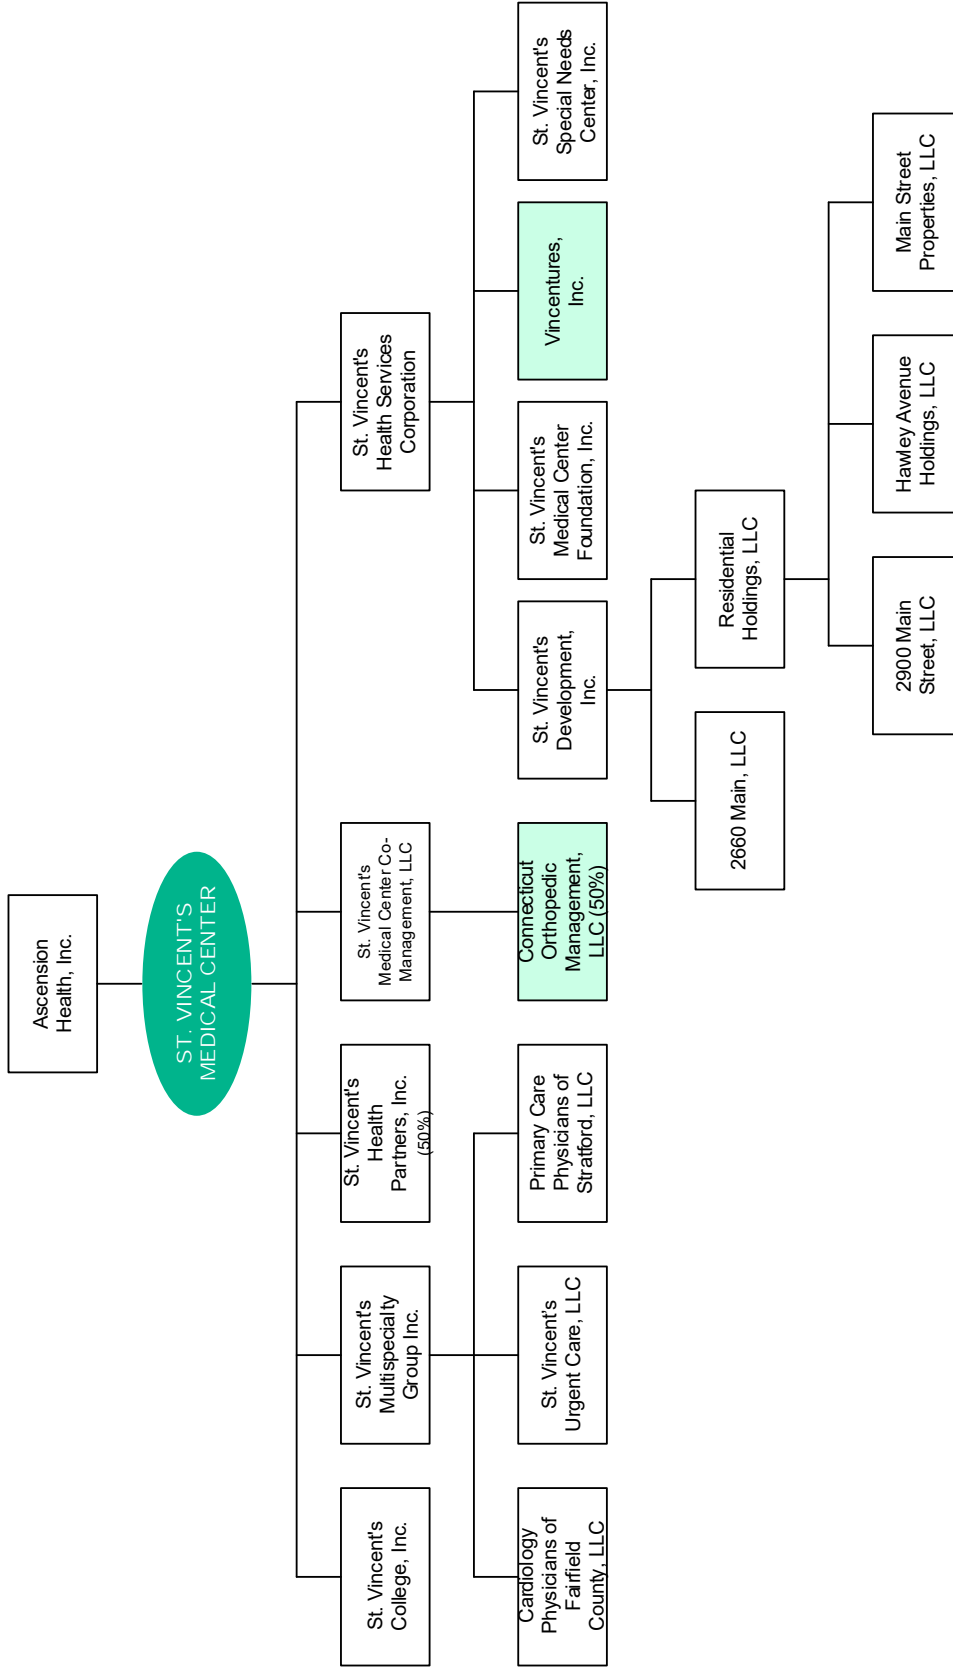 Ascension
Health, Inc.
ST. VINCENT'S
MEDICAL CENTER
St. Vincent's
College, Inc.
St. Vincent's
Multispecialty
Group Inc.
St. Vincent's
Health
Partners, Inc.
(50%)
St. Vincent's
Medical Center Co-
Management, LLC
St. Vincent's
Health Services
Corporation
Cardiology
Physicians of
Fairfield
County, LLC
St. Vincent's
Urgent Care, LLC
Primary Care
Physicians of
Stratford, LLC
Connecticut
Orthopedic
Management,
LLC (50%)
St. Vincent's
Development,
Inc.
St. Vincent's
Medical Center
Foundation, Inc.
Vincentures,
Inc.
St. Vincent's
Special Needs
Center, Inc.
2660 Main, LLC
Residential
Holdings, LLC
2900 Main
Street, LLC
Hawley Avenue
Holdings, LLC
Main Street
Properties, LLC